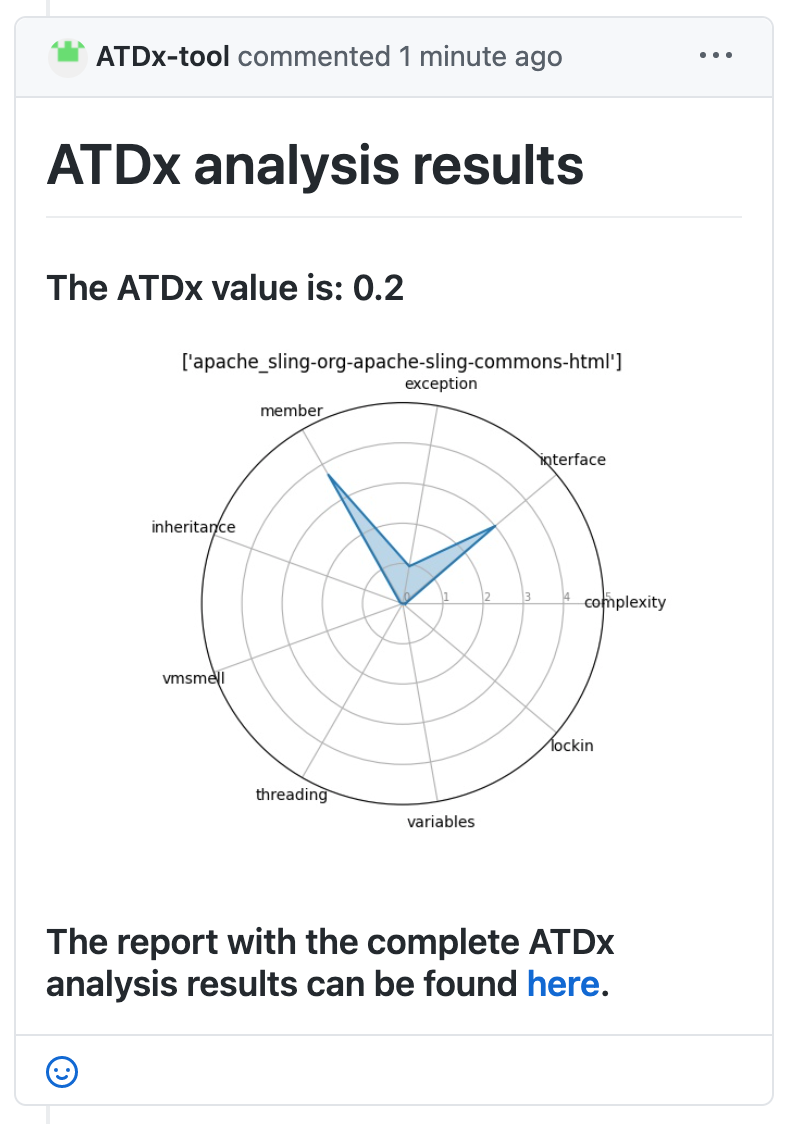 ATDx-tool commented 1 minute ago
ATDx analysis results
The ATDx value is: 0.2
['apache_sling-org-apache-sling-commons-html']
exception
member
interface
inheritance
0 1 2 3 4 5
complexity
vmsmell
lockin
threading
variables
The report with the complete ATDx
analysis results can be found here.